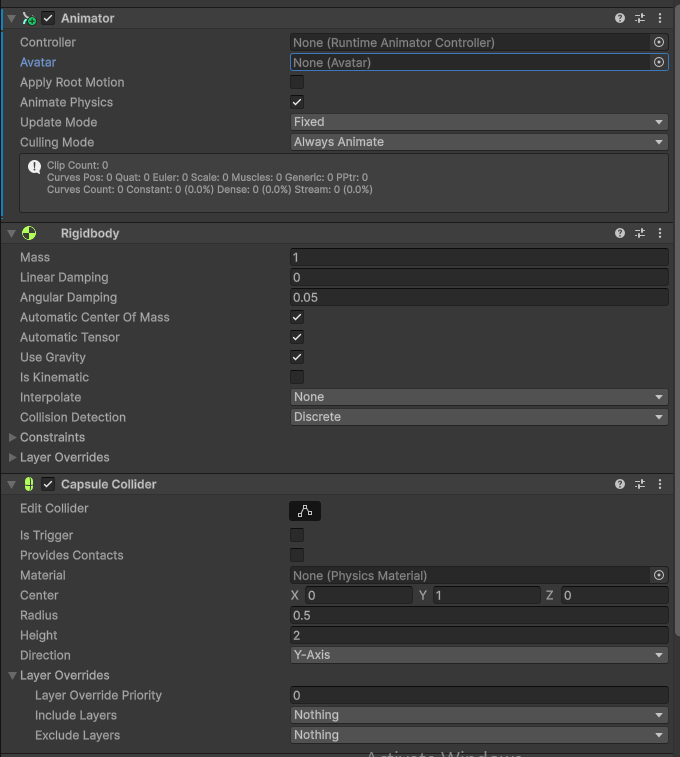 Animator
Controller None (Runtime Animator Controller)
Avatar None (Avatar)
Apply Root Motion
Animate Physics
Update Mode Fixed
Culling Mode Always Animate
Clip Count: 0
Curves Pos: 0 Quat: 0 Euler: 0 Scale: 0 Muscles: 0 Generic: 0 PPtr: 0
Curves Count: 0 Constant: 0 (0.0%) Dense: 0 (0.0%) Stream: 0 (0.0%)
Rigidbody
Mass 1
Linear Damping 0
Angular Damping 0.05
Automatic Center Of Mass
Automatic Tensor
Use Gravity
Is Kinematic
Interpolate None
Collision Detection Discrete
Constraints
Layer Overrides
Capsule Collider
Edit Collider
Is Trigger
Provides Contacts
Material None (Physics Material)
Center X 0 Y 1 Z 0
Radius 0.5
Height 2
Direction Y-Axis
Layer Overrides
Layer Override Priority 0
Include Layers Nothing
Exclude Layers Nothing
Activate Windows